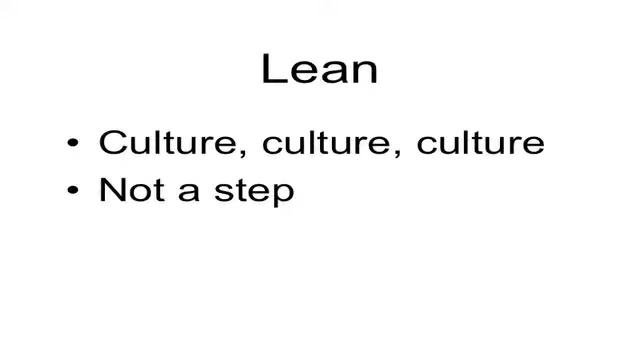 Lean
• Culture, culture, culture
• Not a step